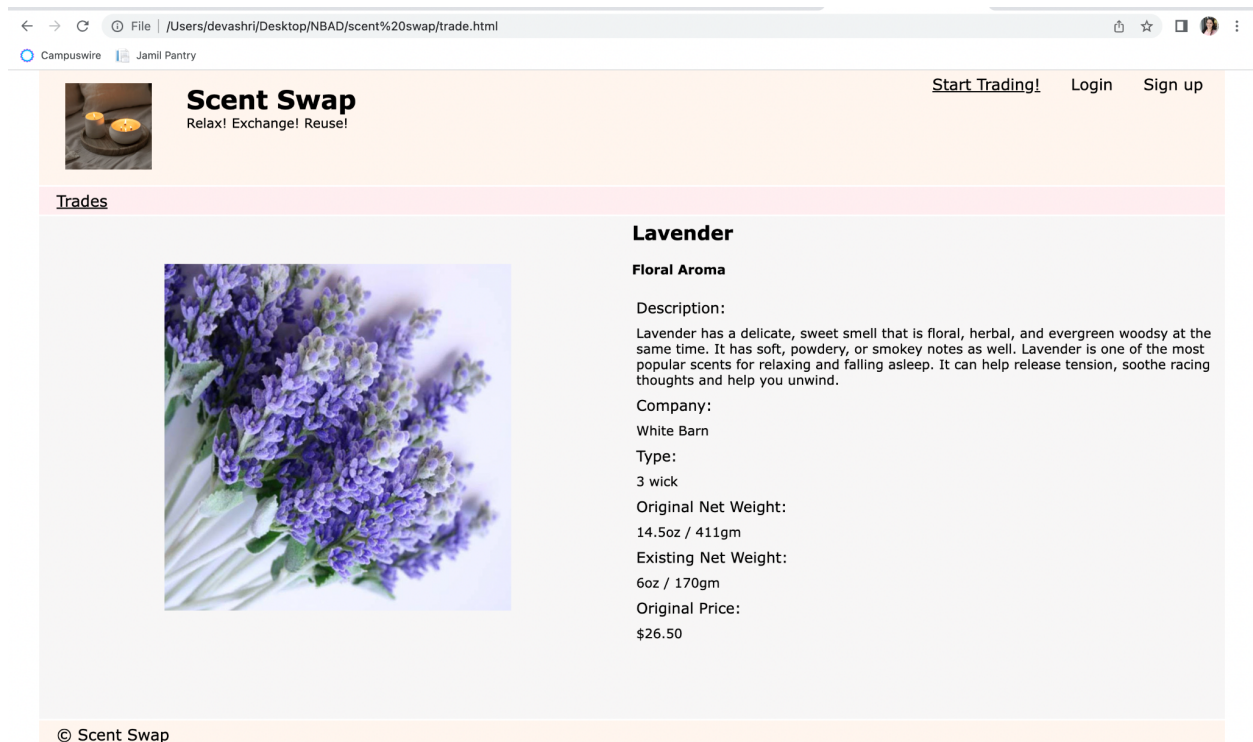 File | /Users/devashri/Desktop/NBAD/scent%20swap/trade.html
Campuswire Jamil Pantry
Start Trading! Login Sign up
Scent Swap
Relax! Exchange! Reuse!
Trades
Lavender
Floral Aroma
Description:
Lavender has a delicate, sweet smell that is floral, herbal, and evergreen woodsy at the
same time. It has soft, powdery, or smokey notes as well. Lavender is one of the most
popular scents for relaxing and falling asleep. It can help release tension, soothe racing
thoughts and help you unwind.
Company:
White Barn
Type:
3 wick
Original Net Weight:
14.5oz / 411gm
Existing Net Weight:
6oz / 170gm
Original Price:
$26.50
© Scent Swap